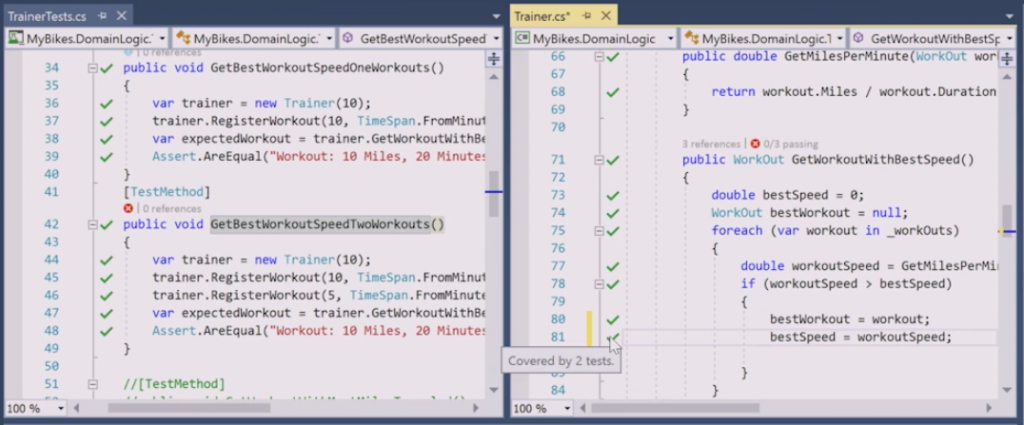 TrainerTests.cs
MyBikes.DomainLogic.
MyBikes.DomainLogic.
GetBestWorkoutSpeed
0 references
34 public void GetBestWorkoutSpeedOneWorkouts()
35 {
36 var trainer = new Trainer(10);
37 trainer.RegisterWorkout(10, TimeSpan.FromMinut
38 var expectedWorkout = trainer.GetWorkoutWithBe
39 Assert.AreEqual("Workout: 10 Miles, 20 Minutes
40 }
41 [TestMethod]
| 0 references
42 public void GetBestWorkoutSpeedTwoWorkouts()
43 {
44 var trainer = new Trainer(10);
45 trainer.RegisterWorkout(10, TimeSpan.FromMinut
46 trainer.RegisterWorkout(5, TimeSpan.FromMinute
47 var expectedWorkout = trainer.GetWorkoutWithBe
48 Assert.AreEqual("Workout: 10 Miles, 20 Minutes
49 }
50
51 //[TestMethod]
100 %
Trainer.cs*
MyBikes.DomainLogic
MyBikes.DomainLogic.T
GetWorkoutWithBestSp
66 public double GetMilesPerMinute(WorkOut wor
67 {
68 return workout.Miles / workout.Duration
69 }
70
3 references | 0/3 passing
71 public WorkOut GetWorkoutWithBestSpeed()
72 {
73 double bestSpeed = 0;
74 WorkOut bestWorkout = null;
75 foreach (var workout in _workOuts)
76 {
77 double workoutSpeed = GetMilesPerMi
78 if (workoutSpeed > bestSpeed)
79 {
80 bestWorkout = workout;
81 bestSpeed = workoutSpeed;
Covered by 2 tests.
}
84 }
100 %